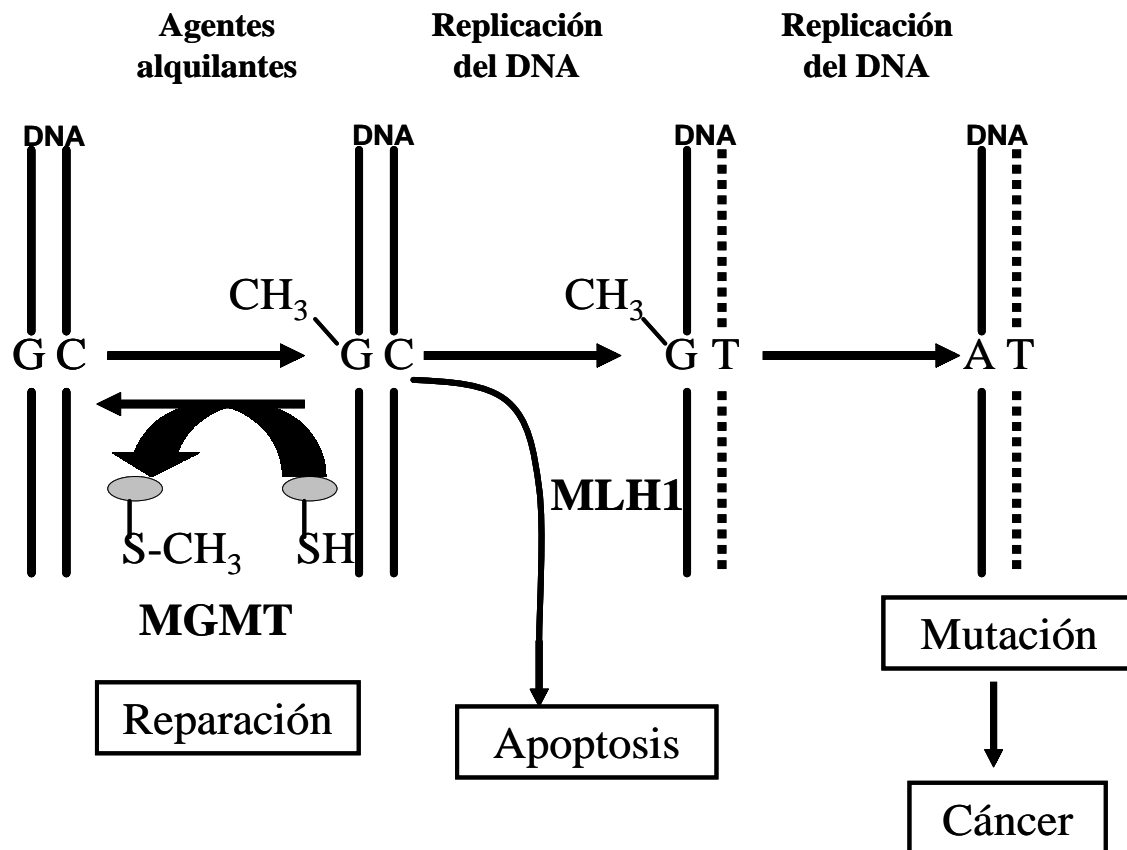 Agentes
alquilantes
Replicación
del DNA
Replicación
del DNA
DNA
DNA
DNA
DNA
CH3
CH3
G C
G C
G T
A T
MLH1
S-CH3
SH
MGMT
Mutación
Reparación
Apoptosis
Cáncer